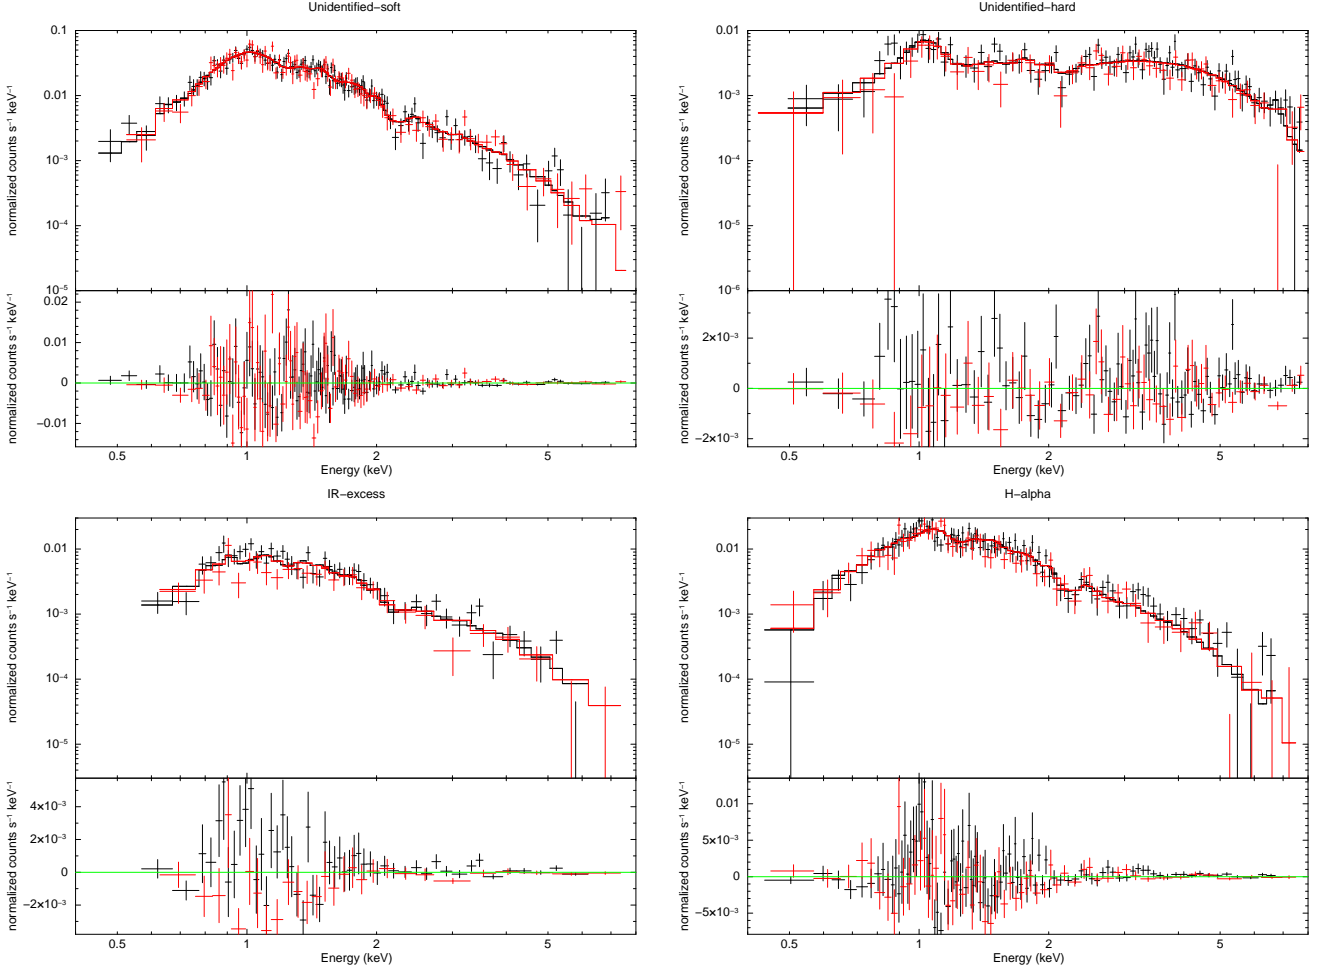 Unidentified−soft
0.1
0.01
10⁻³
10⁻⁴
10⁻⁵
normalized counts s⁻¹ keV⁻¹
0.02
0.01
0
−0.01
normalized counts s⁻¹ keV⁻¹
0.5 1 2 5
Energy (keV)
Unidentified−hard
0.01
10⁻³
10⁻⁴
10⁻⁵
10⁻⁶
normalized counts s⁻¹ keV⁻¹
2×10⁻³
0
−2×10⁻³
normalized counts s⁻¹ keV⁻¹
0.5 1 2 5
Energy (keV)
IR−excess
0.01
10⁻³
10⁻⁴
10⁻⁵
normalized counts s⁻¹ keV⁻¹
4×10⁻³
2×10⁻³
0
−2×10⁻³
normalized counts s⁻¹ keV⁻¹
0.5 1 2 5
Energy (keV)
H−alpha
0.01
10⁻³
10⁻⁴
10⁻⁵
normalized counts s⁻¹ keV⁻¹
0.01
5×10⁻³
0
−5×10⁻³
normalized counts s⁻¹ keV⁻¹
0.5 1 2 5
Energy (keV)